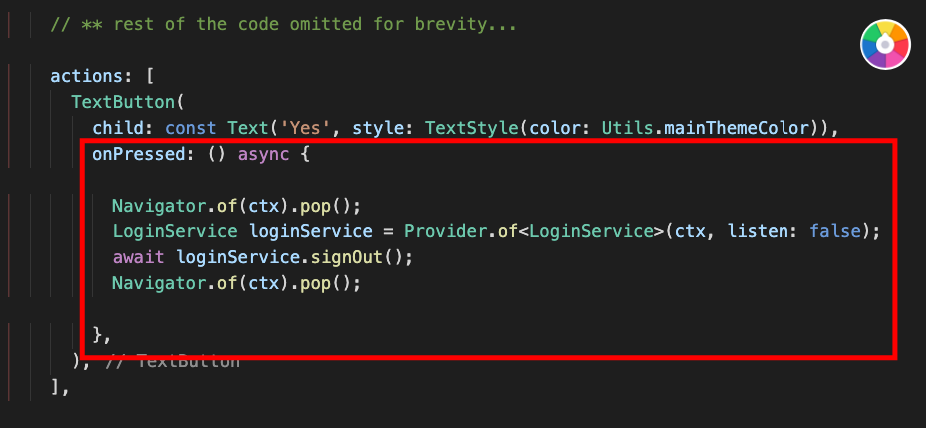 // ** rest of the code omitted for brevity...
actions: [
TextButton(
child: const Text('Yes', style: TextStyle(color: Utils.mainThemeColor)),
onPressed: () async {
Navigator.of(ctx).pop();
LoginService loginService = Provider.of<LoginService>(ctx, listen: false);
await loginService.signOut();
Navigator.of(ctx).pop();
},
), // TextButton
],